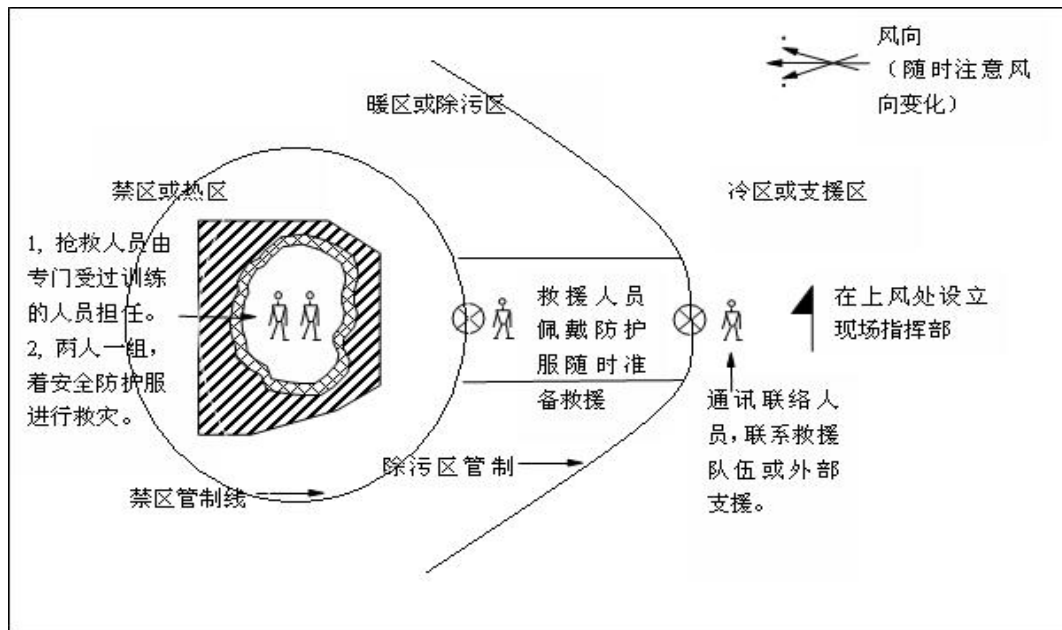 风向
（随时注意风
向变化）
暖区或除污区
禁区或热区
冷区或支援区
1, 抢救人员由
专门受过训练
的人员担任。
2, 两人一组，
着安全防护服
进行救灾。
救援人员
佩戴防护
服随时准
备救援
在上风处设立
现场指挥部
通讯联络人
员，联系救援
队伍或外部
支援。
除污区管制
禁区管制线